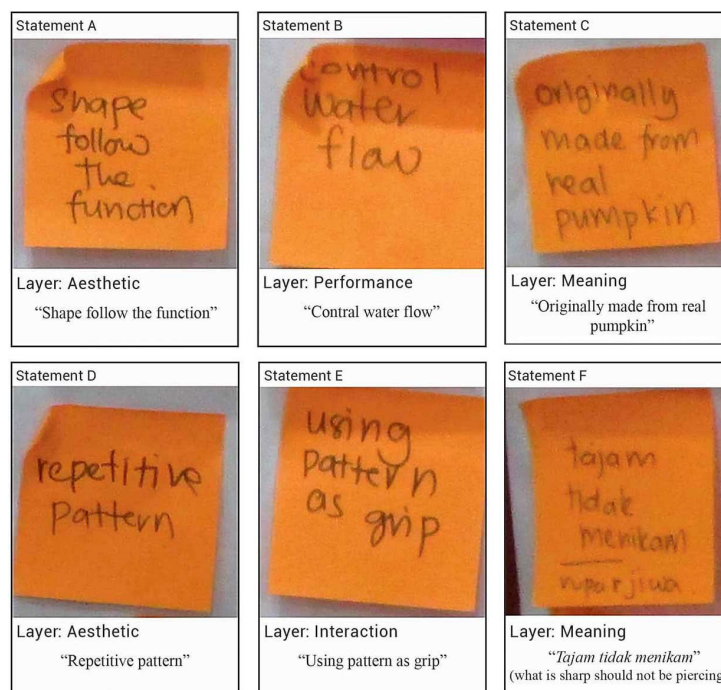 Statement A
shape
follow
the
function
Layer: Aesthetic
“Shape follow the function”
Statement B
control
water
flow
Layer: Performance
“Contral water flow”
Statement C
originally
made from
real
pumpkin
Layer: Meaning
“Originally made from real
pumpkin”
Statement D
repetitive
pattern
Layer: Aesthetic
“Repetitive pattern”
Statement E
using
pattern
as grip
Layer: Interaction
“Using pattern as grip”
Statement F
tajam
tidak
menikam
Layer: Meaning
“Tajam tidak menikam”
(what is sharp should not be piercing